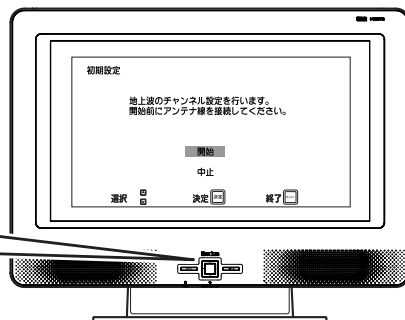 初期設定
地上波のチャンネル設定を行います。
開始前にアンテナ線を接続してください。
開始
中止
選択 決定 終了